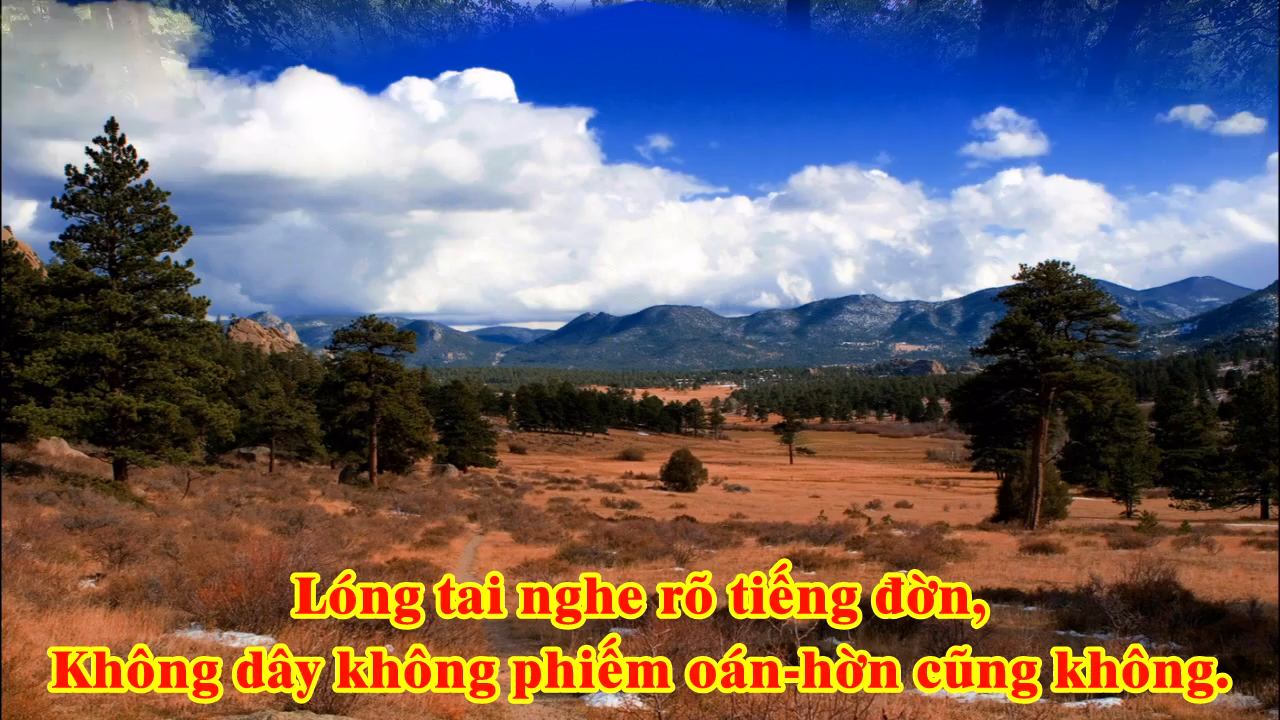 Lóng tai nghe rõ tiếng đờn,
Không dây không phiếm oán-hờn cũng không.